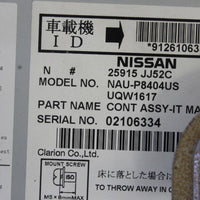 車載機
ID
*91261063
NISSAN
N # 25915 JJ52C
MODEL NO. NAU-P8404US
UQW1617
PART NAME CONT ASSY-IT MA
SERIAL NO. 02106334
Clarion Co., Ltd.
MOUNT SCREW
ISO
M5×8mmMAX
床に落とした場合
TO THROW AWAY IN C